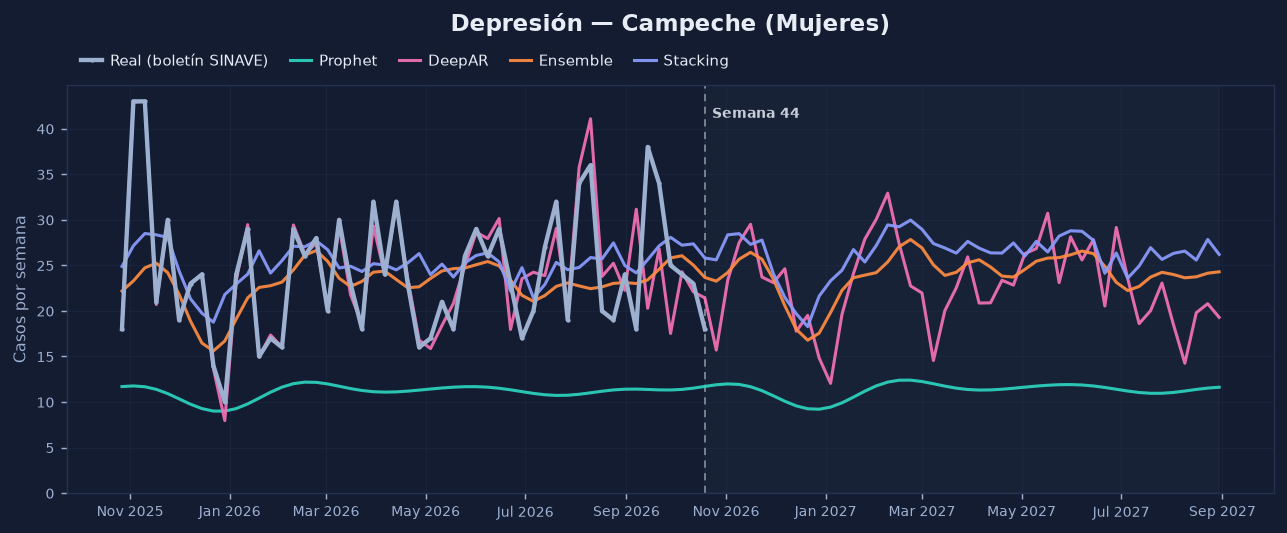 Depresión — Campeche (Mujeres)
Real (boletín SINAVE) Prophet DeepAR Ensemble Stacking
Semana 44
Casos por semana
40
35
30
25
20
15
10
5
0
Nov 2025 Jan 2026 Mar 2026 May 2026 Jul 2026 Sep 2026 Nov 2026 Jan 2027 Mar 2027 May 2027 Jul 2027 Sep 2027